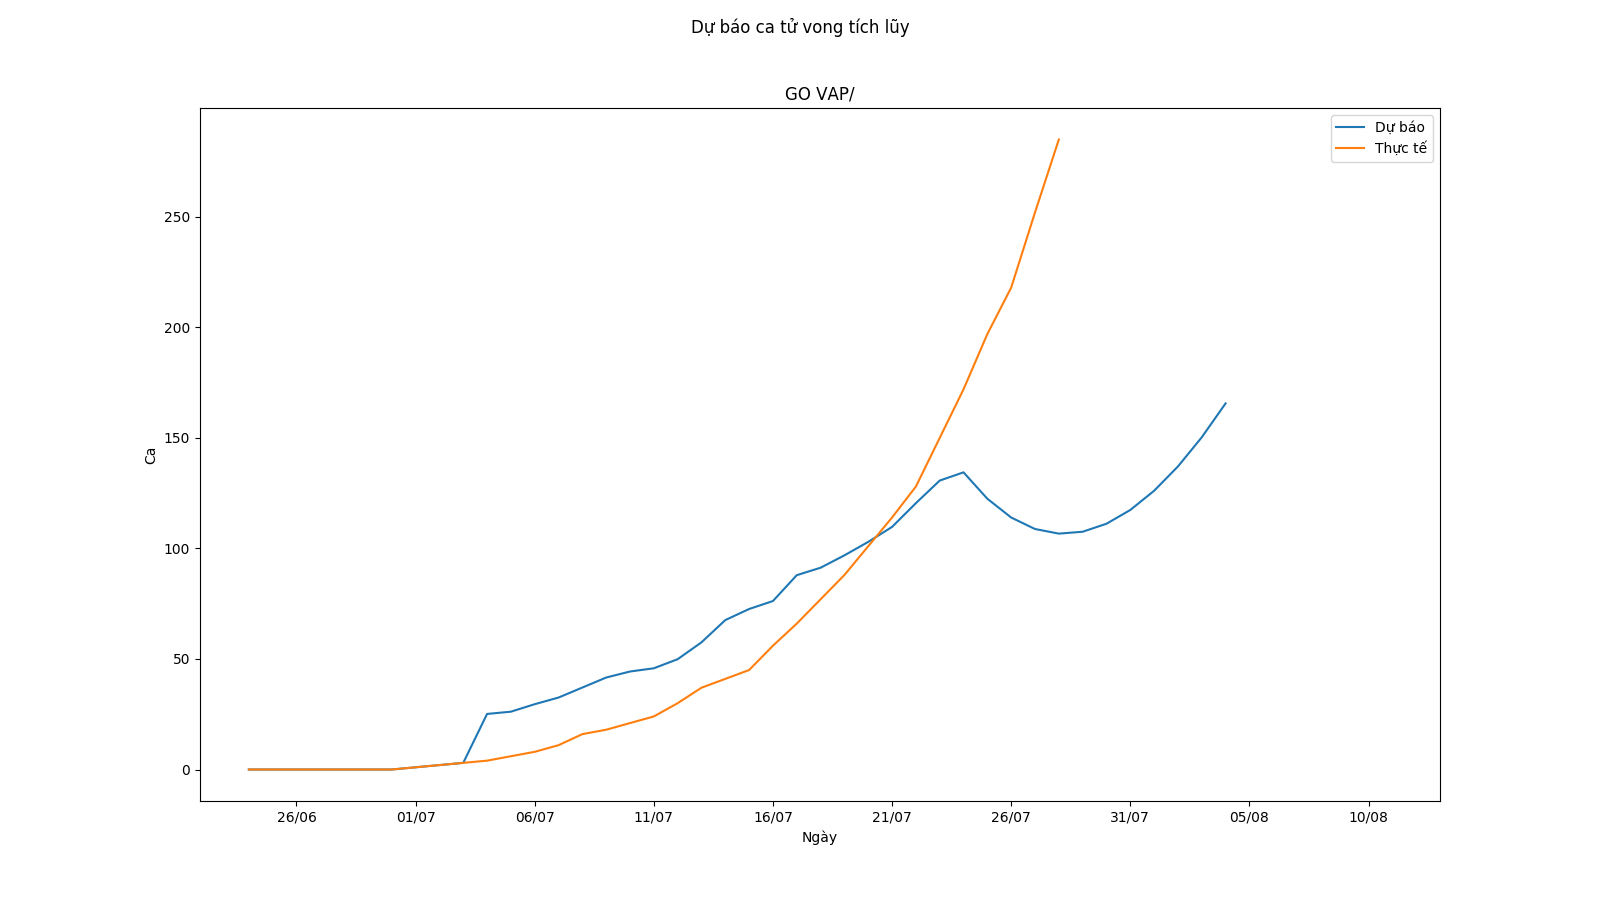 Dự báo ca tử vong tích lũy
GO VAP/
Dự báo
Thực tế
250
200
150
100
50
0
Ca
26/06 01/07 06/07 11/07 16/07 21/07 26/07 31/07 05/08 10/08
Ngày